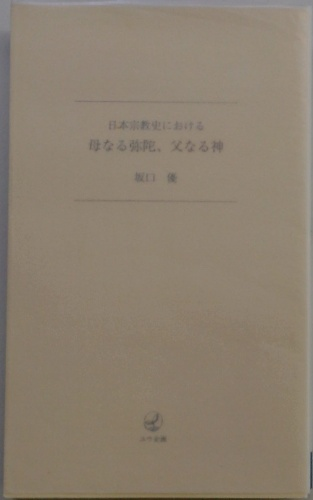 日本宗教史における
母なる弥陀、父なる神
坂口 優